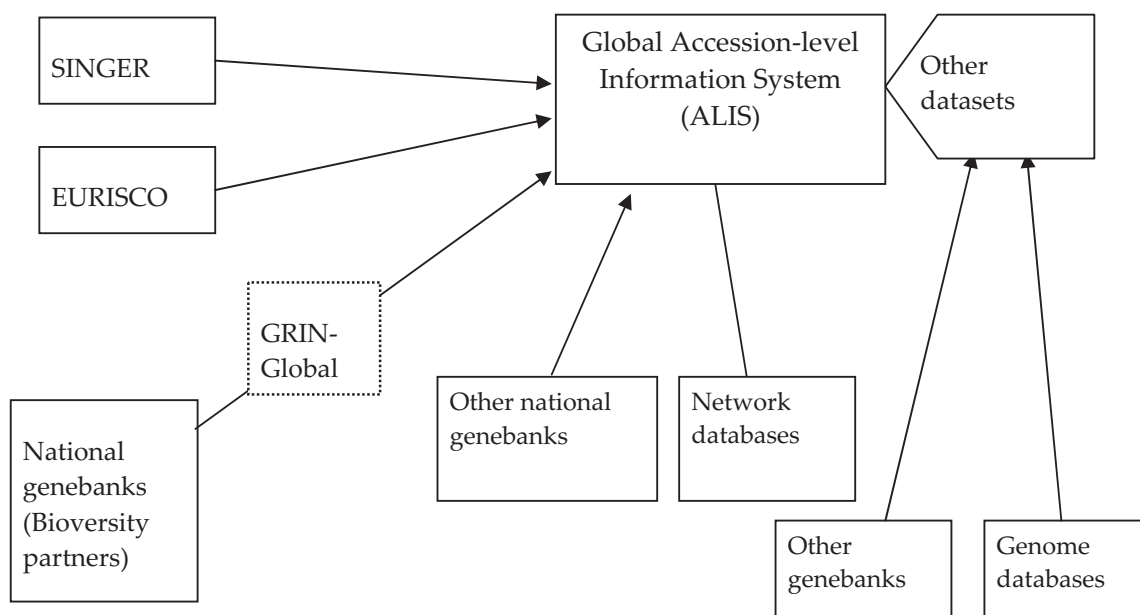 SINGER
Global Accession-level
Information System
(ALIS)
Other
datasets
EURISCO
GRIN-
Global
Other national
genebanks
Network
databases
National
genebanks
(Bioversity
partners)
Other
genebanks
Genome
databases